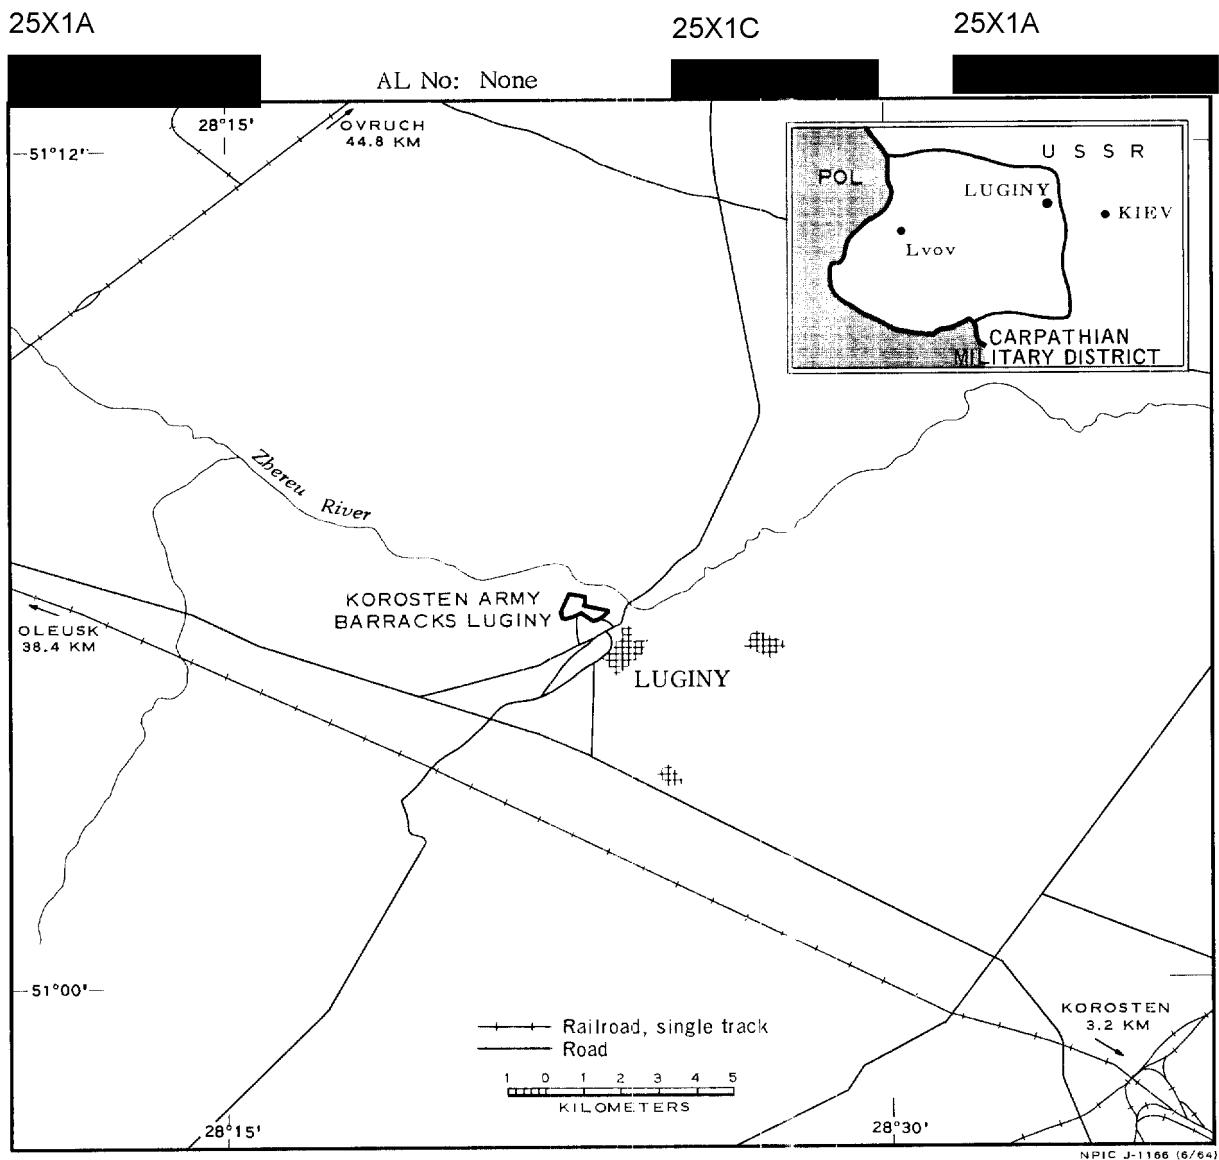 25X1A
25X1C
25X1A
AL No: None
28°15'
OVRUCH
44.8 KM
51°12'
U S S R
POL
LUGINY
KIEV
Lvov
CARPATHIAN
MILITARY DISTRICT
Zhereu River
KOROSTEN ARMY
BARRACKS LUGINY
OLEUSK
38.4 KM
LUGINY
51°00'
KOROSTEN
3.2 KM
Railroad, single track
Road
1 0 1 2 3 4 5
KILOMETERS
28°15'
28°30'
NPIC J-1166 (6/64)